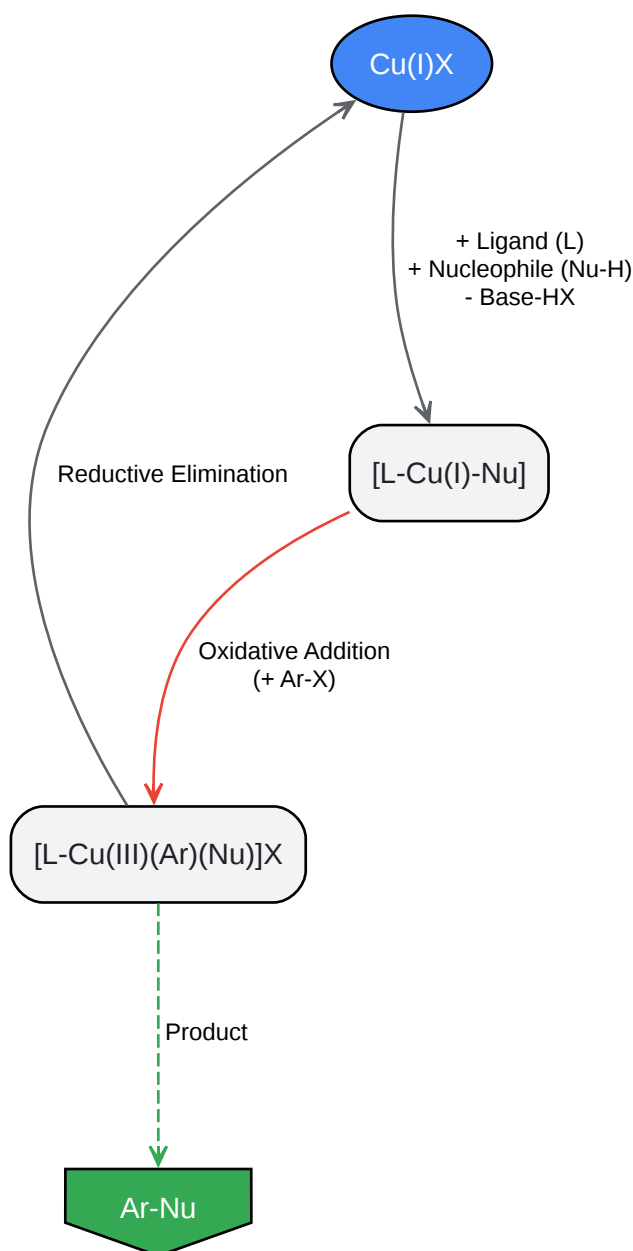 Cu(I)X
+ Ligand (L)
+ Nucleophile (Nu-H)
- Base-HX
[L-Cu(I)-Nu]
Reductive Elimination
Oxidative Addition
(+ Ar-X)
[L-Cu(III)(Ar)(Nu)]X
Product
Ar-Nu